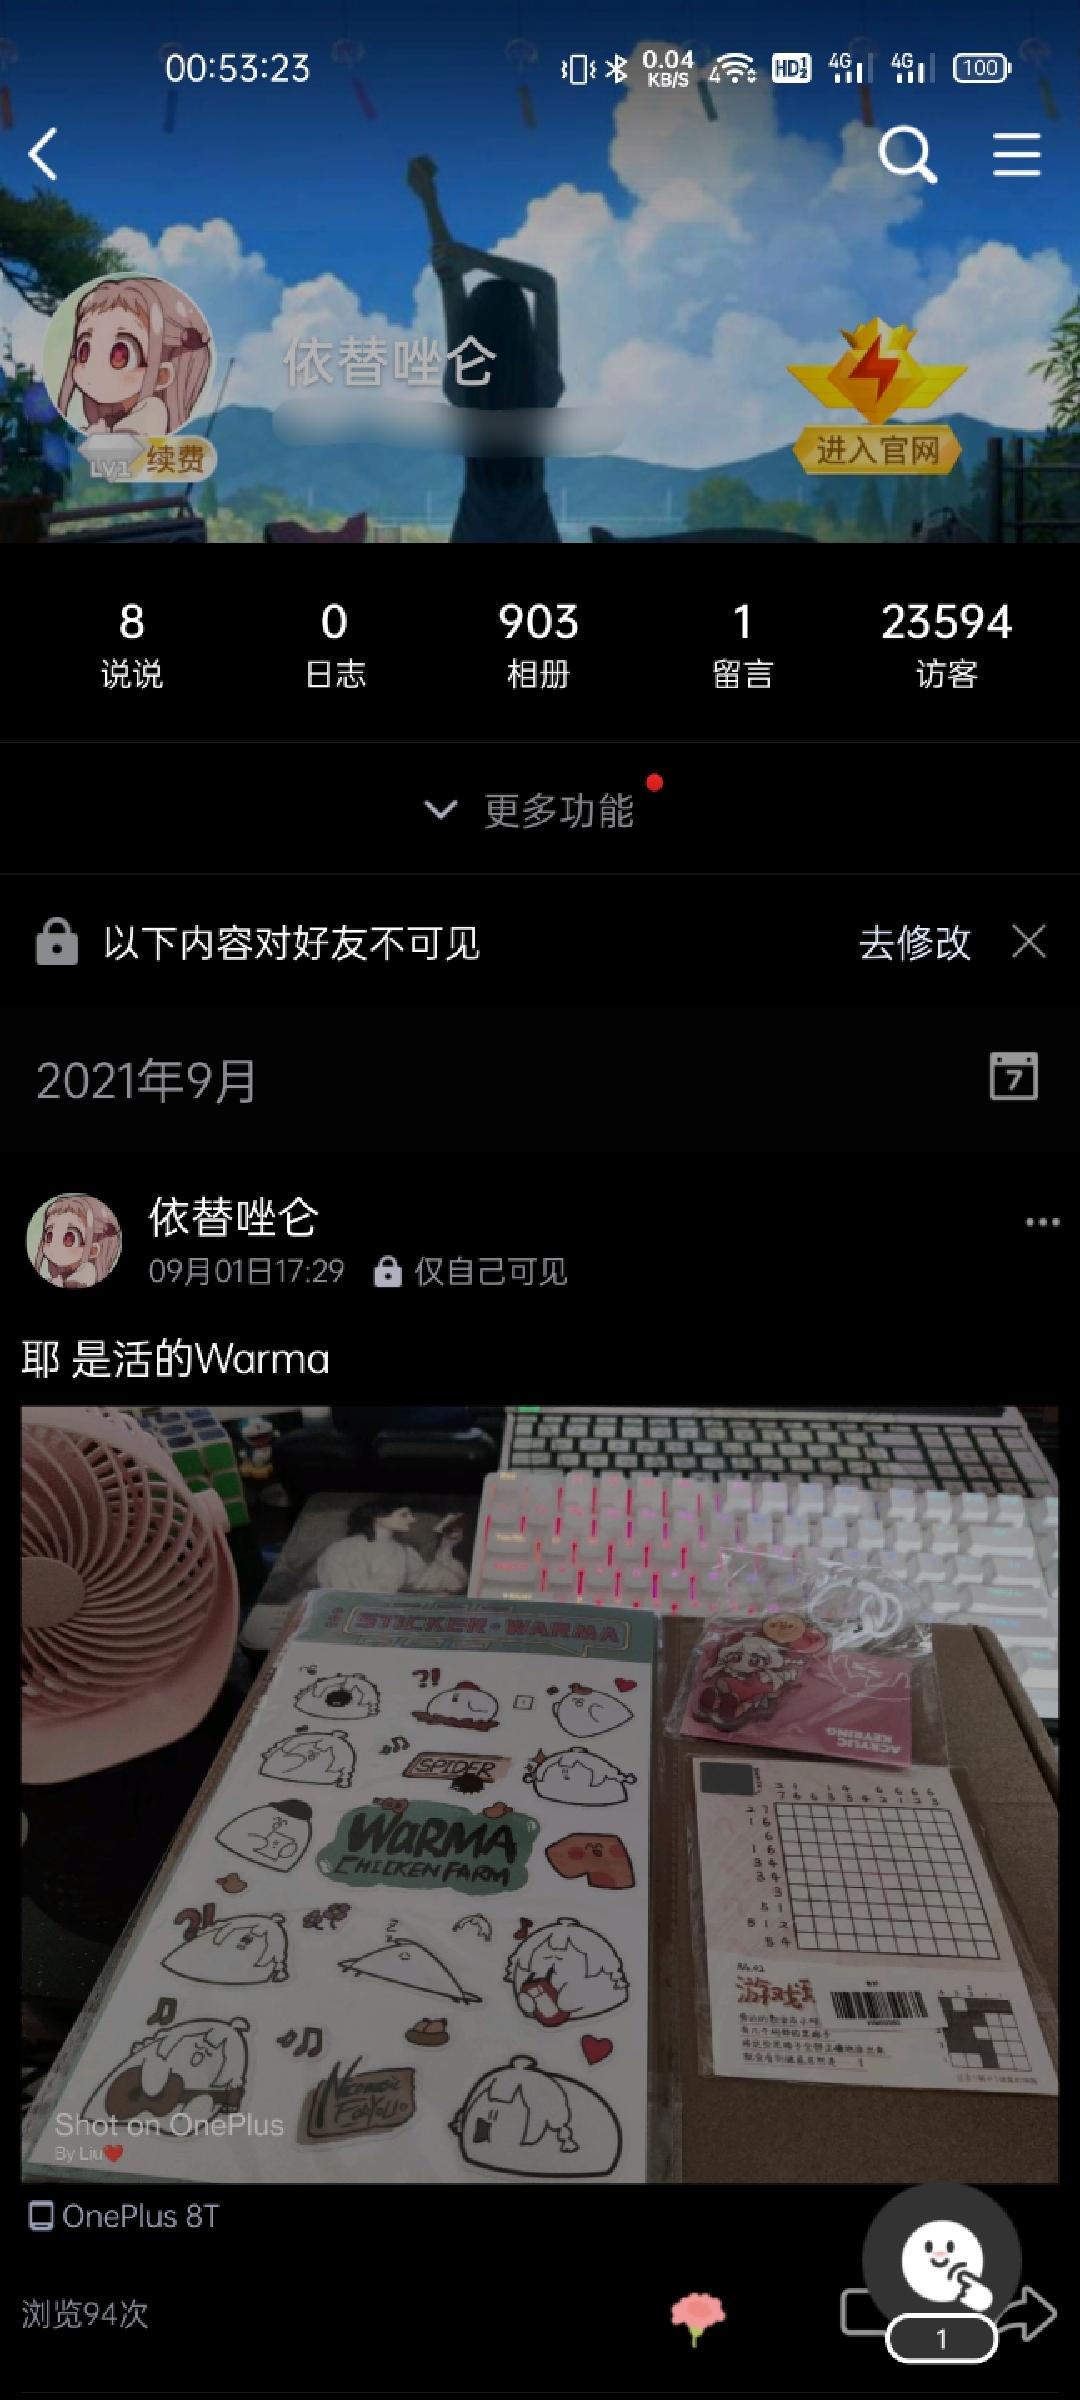 00:53:23
0.04
KB/S
4
HD
4G
4G
100
依替唑仑
LV1
续费
进入官网
8
0
903
1
23594
说说
日志
相册
留言
访客
更多功能
以下内容对好友不可见
去修改
2021年9月
7
依替唑仑
09月01日17:29
仅自己可见
耶 是活的Warma
STICKER·WARMA
?!
SPIDER
WARMA
CHICKEN FARM
ACRYLIC
KEYRING
?!
Shot on OnePlus
By Liu❤
OnePlus 8T
浏览94次
1